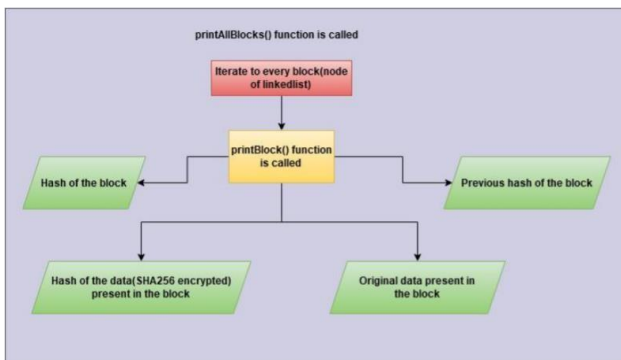 printAllBlocks() function is called
Iterate to every block(node
of linkedlist)
printBlock() function
is called
Hash of the block
Previous hash of the block
Hash of the data(SHA256 encrypted)
present in the block
Original data present in
the block